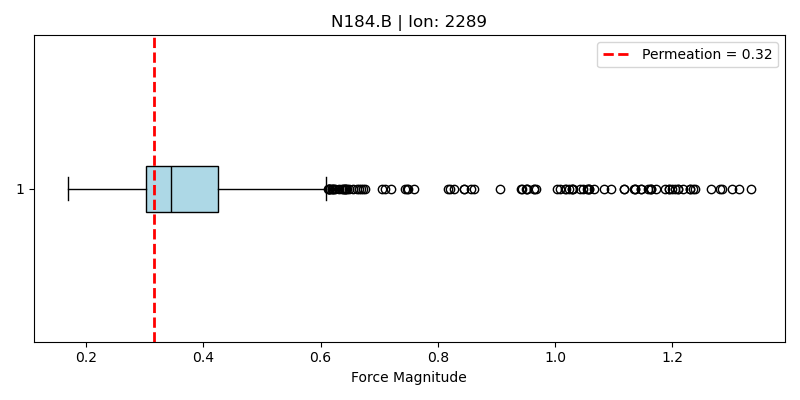 N184.B | Ion: 2289
Permeation = 0.32
1
0.2 0.4 0.6 0.8 1.0 1.2
Force Magnitude